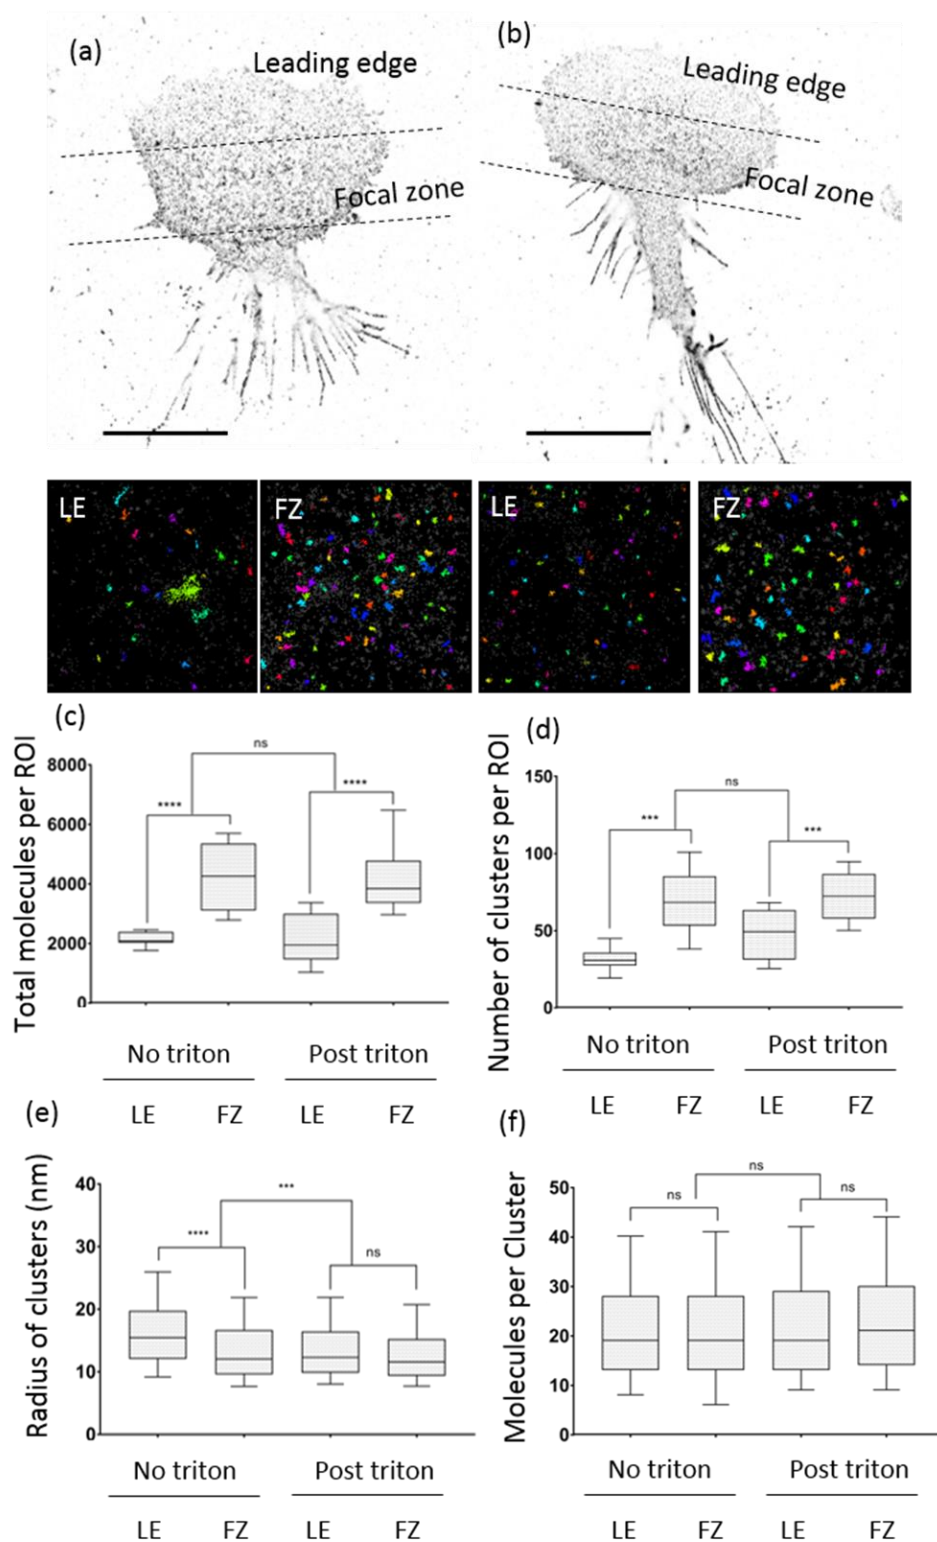 (a)
Leading edge
Focal zone
(b)
Leading edge
Focal zone
LE
FZ
LE
FZ
(c)
Total molecules per ROI
8000
6000
4000
2000
0
****
ns
****
No triton
Post triton
LE
FZ
LE
FZ
(d)
Number of clusters per ROI
150
100
50
0
***
ns
***
No triton
Post triton
LE
FZ
LE
FZ
(e)
Radius of clusters (nm)
40
30
20
10
0
****
***
ns
No triton
Post triton
LE
FZ
LE
FZ
(f)
Molecules per Cluster
50
40
30
20
10
0
ns
ns
ns
No triton
Post triton
LE
FZ
LE
FZ